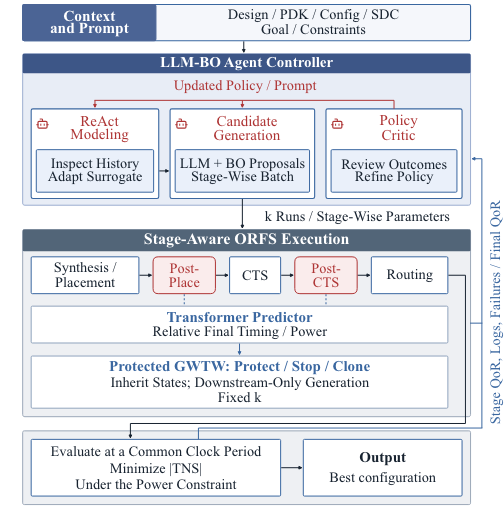 Context
and Prompt
Design / PDK / Config / SDC
Goal / Constraints
LLM-BO Agent Controller
Updated Policy / Prompt
ReAct
Modeling
Inspect History
Adapt Surrogate
Candidate
Generation
LLM + BO Proposals
Stage-Wise Batch
Policy
Critic
Review Outcomes
Refine Policy
k Runs / Stage-Wise Parameters
Stage-Aware ORFS Execution
Synthesis /
Placement
Post-
Place
CTS
Post-
CTS
Routing
Transformer Predictor
Relative Final Timing / Power
Protected GWTW: Protect / Stop / Clone
Inherit States; Downstream-Only Generation
Fixed k
Stage QoR, Logs, Failures / Final QoR
Evaluate at a Common Clock Period
Minimize |TNS|
Under the Power Constraint
Output
Best configuration